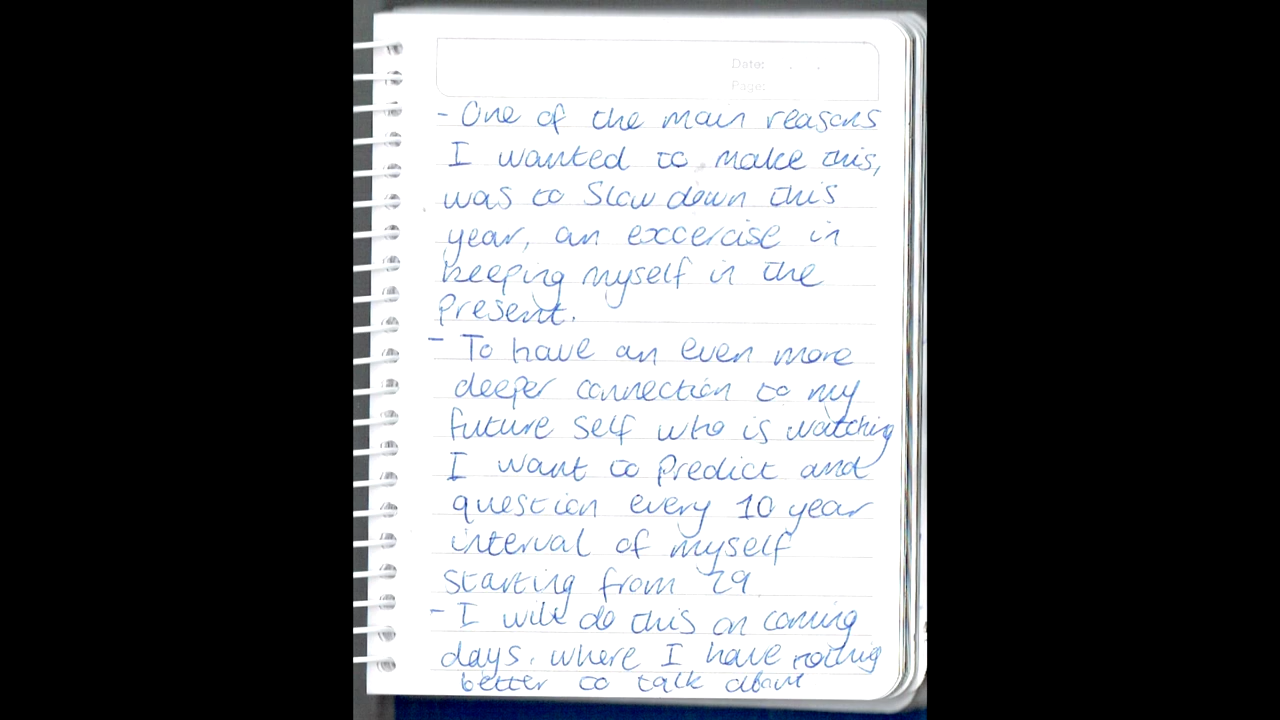 Date:
Page:
- One of the main reasons
I wanted to make this,
was to Slow down this
year, an excercise in
keeping myself in the
present.
- To have an even more
deeper connection to my
future self who is watching
I want to predict and
question every 10 year
interval of myself
starting from 29.
- I will do this on coming
days. where I have nothing
better to talk about